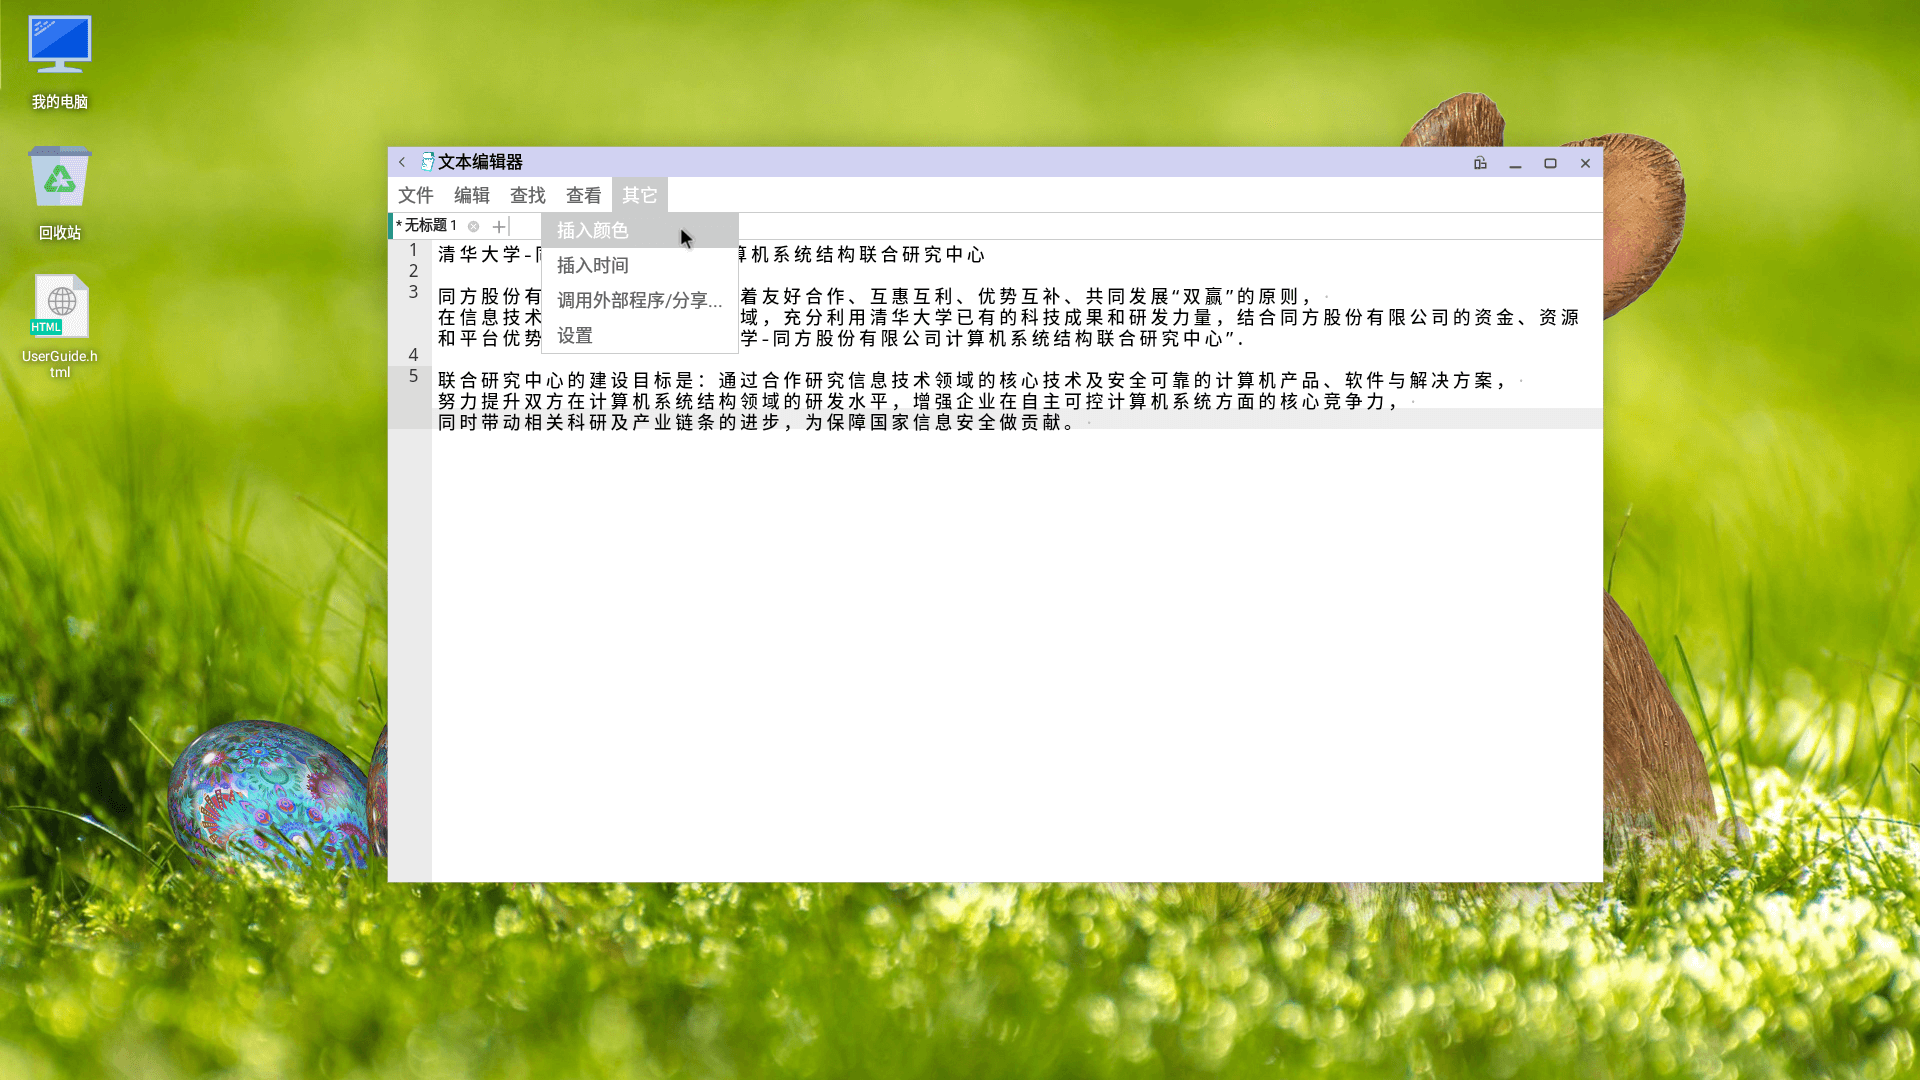 我的电脑
回收站
HTML
UserGuide.h
tml
文本编辑器
文件 编辑 查找 查看 其它
*无标题 1
插入颜色
插入时间
调用外部程序/分享...
设置
1 清华大学-
算机系统结构联合研究中心
2
3 同方股份有
着友好合作、互惠互利、优势互补、共同发展“双赢”的原则，
在信息技术
域，充分利用清华大学已有的科技成果和研发力量，结合同方股份有限公司的资金、资源
和平台优势
学-同方股份有限公司计算机系统结构联合研究中心”.
4
5 联合研究中心的建设目标是：通过合作研究信息技术领域的核心技术及安全可靠的计算机产品、软件与解决方案，
努力提升双方在计算机系统结构领域的研发水平，增强企业在自主可控计算机系统方面的核心竞争力，
同时带动相关科研及产业链条的进步，为保障国家信息安全做贡献。